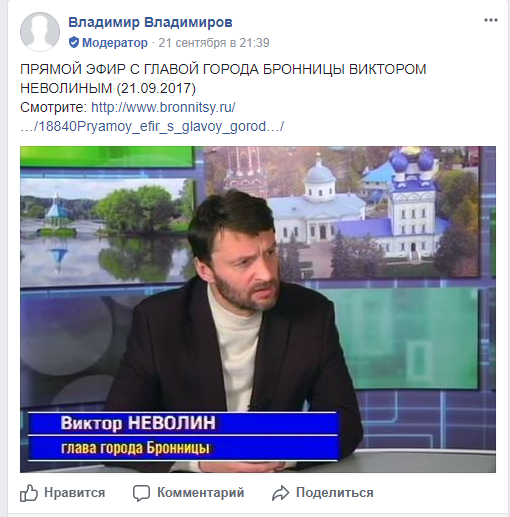 Владимир Владимиров
Модератор · 21 сентября в 21:39
ПРЯМОЙ ЭФИР С ГЛАВОЙ ГОРОДА БРОННИЦЫ ВИКТОРОМ
НЕВОЛИНЫМ (21.09.2017)
Смотрите: http://www.bronnitsy.ru/
…/18840Pryamoy_efir_s_glavoy_gorod…/
Виктор НЕВОЛИН
глава города Бронницы
Нравится Комментарий Поделиться